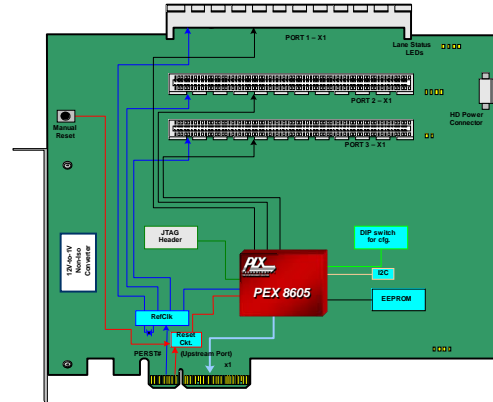 PORT 1 – X1
Lane Status
LEDs
PORT 2 – X1
HD Power
Connector
Manual
Reset
PORT 3 – X1
12V-to-1V
Non-Iso
Converter
JTAG
Header
DIP switch
for cfg.
PLX
TECHNOLOGY
I2C
PEX 8605
EEPROM
RefClk
Reset
Ckt.
PERST#
(Upstream Port)
x1